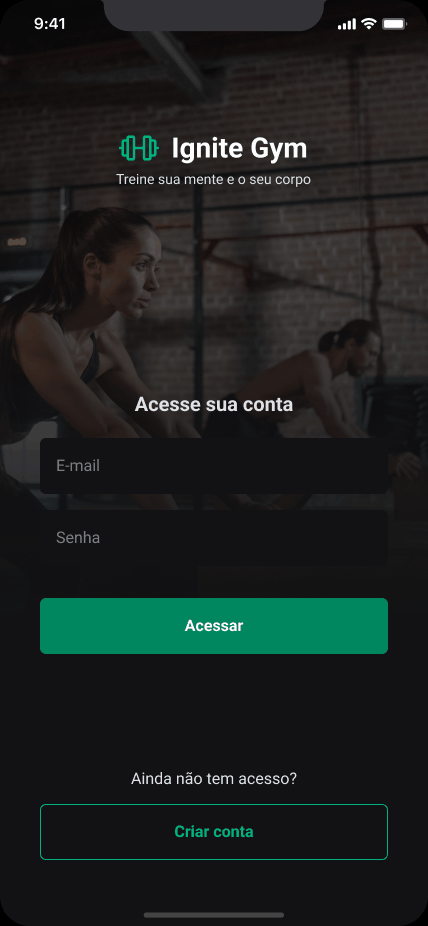 9:41
Ignite Gym
Treine sua mente e o seu corpo
Acesse sua conta
E-mail
Senha
Acessar
Ainda não tem acesso?
Criar conta